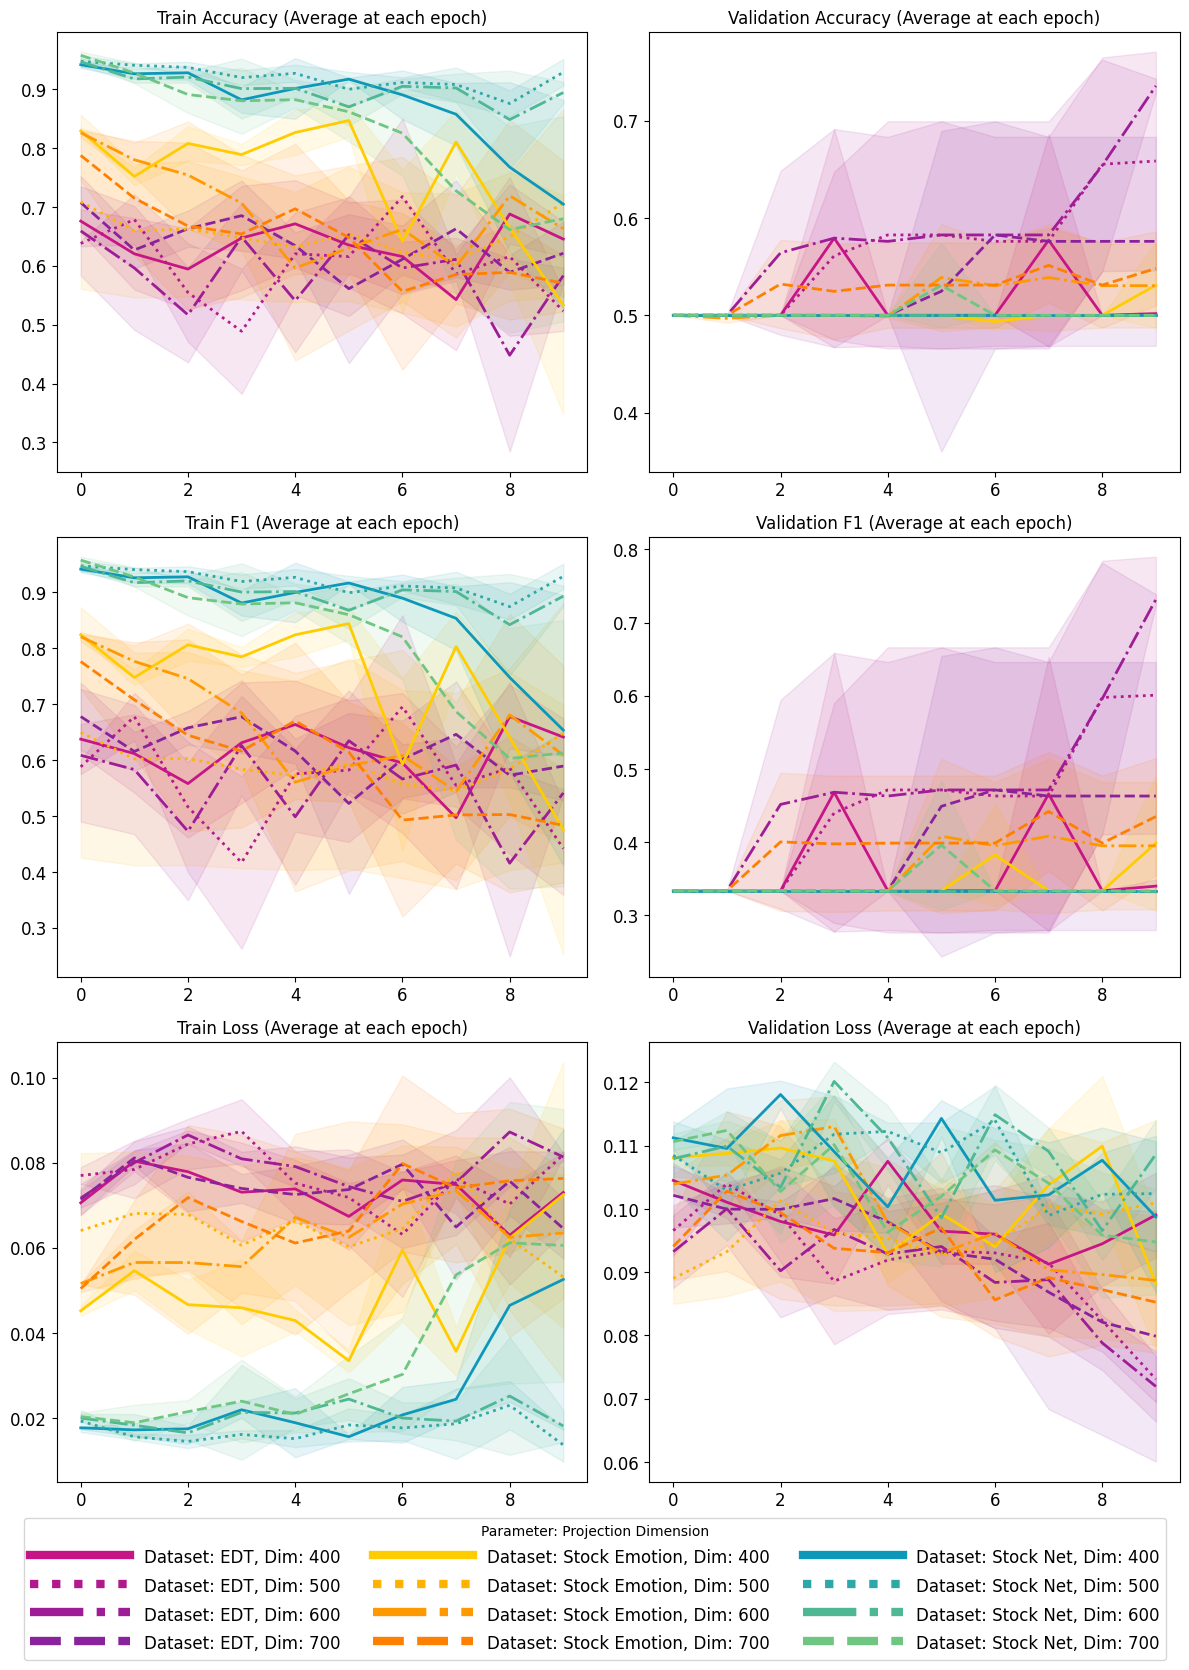 Train Accuracy (Average at each epoch)
0.9
0.8
0.7
0.6
0.5
0.4
0.3
0 2 4 6 8
Validation Accuracy (Average at each epoch)
0.7
0.6
0.5
0.4
0 2 4 6 8
Train F1 (Average at each epoch)
0.9
0.8
0.7
0.6
0.5
0.4
0.3
0 2 4 6 8
Validation F1 (Average at each epoch)
0.8
0.7
0.6
0.5
0.4
0.3
0 2 4 6 8
Train Loss (Average at each epoch)
0.10
0.08
0.06
0.04
0.02
0 2 4 6 8
Validation Loss (Average at each epoch)
0.12
0.11
0.10
0.09
0.08
0.07
0.06
0 2 4 6 8
Parameter: Projection Dimension
Dataset: EDT, Dim: 400
Dataset: EDT, Dim: 500
Dataset: EDT, Dim: 600
Dataset: EDT, Dim: 700
Dataset: Stock Emotion, Dim: 400
Dataset: Stock Emotion, Dim: 500
Dataset: Stock Emotion, Dim: 600
Dataset: Stock Emotion, Dim: 700
Dataset: Stock Net, Dim: 400
Dataset: Stock Net, Dim: 500
Dataset: Stock Net, Dim: 600
Dataset: Stock Net, Dim: 700